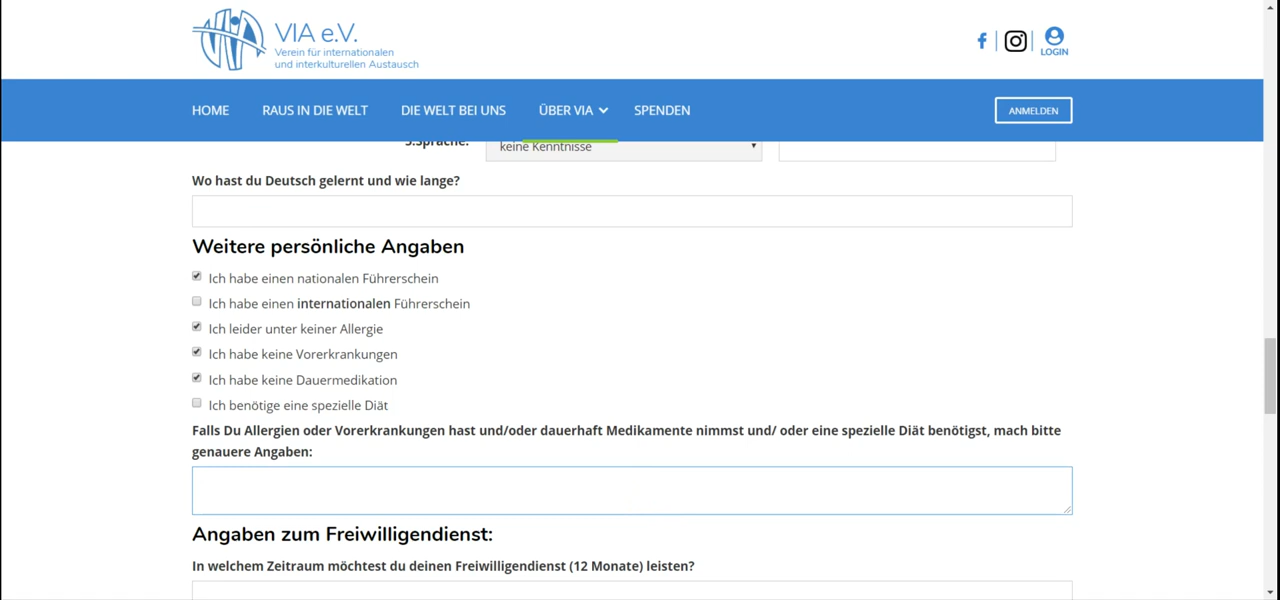 VIA e.V.
Verein für internationalen
und interkulturellen Austausch
LOGIN
HOME RAUS IN DIE WELT DIE WELT BEI UNS ÜBER VIA SPENDEN ANMELDEN
3.Sprache: keine Kenntnisse
Wo hast du Deutsch gelernt und wie lange?
Weitere persönliche Angaben
Ich habe einen nationalen Führerschein
Ich habe einen internationalen Führerschein
Ich leider unter keiner Allergie
Ich habe keine Vorerkrankungen
Ich habe keine Dauermedikation
Ich benötige eine spezielle Diät
Falls Du Allergien oder Vorerkrankungen hast und/oder dauerhaft Medikamente nimmst und/ oder eine spezielle Diät benötigst, mach bitte
genauere Angaben:
Angaben zum Freiwilligendienst:
In welchem Zeitraum möchtest du deinen Freiwilligendienst (12 Monate) leisten?